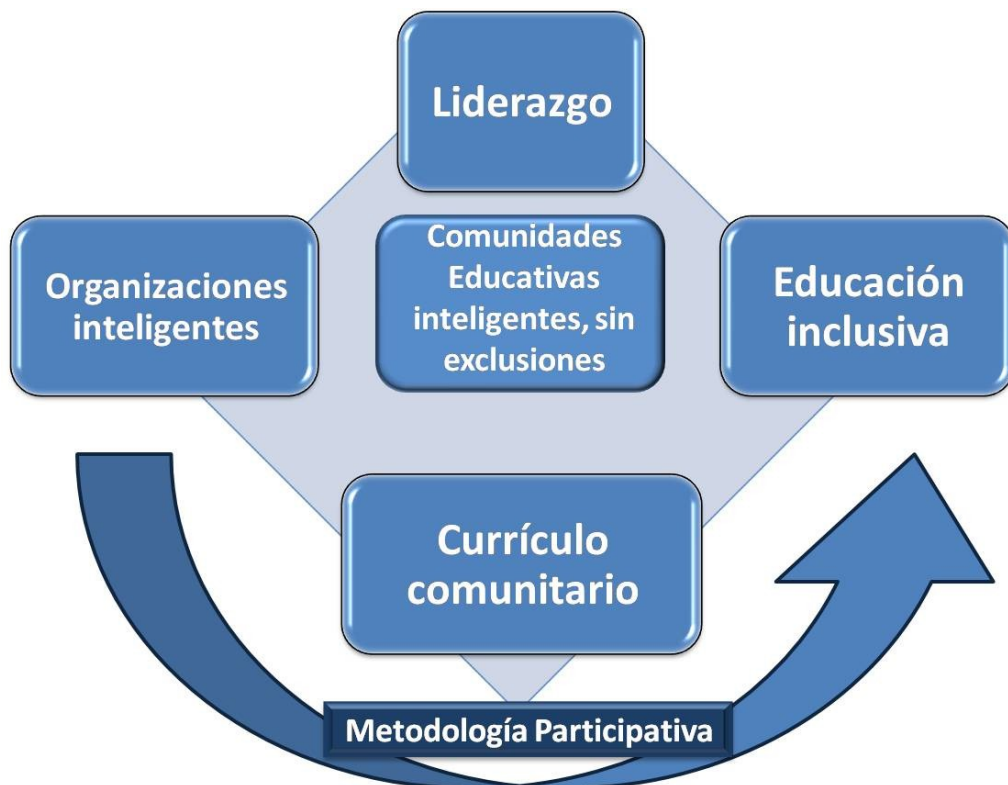 Liderazgo
Organizaciones
inteligentes
Comunidades
Educativas
inteligentes, sin
exclusiones
Educación
inclusiva
Currículo
comunitario
Metodología Participativa